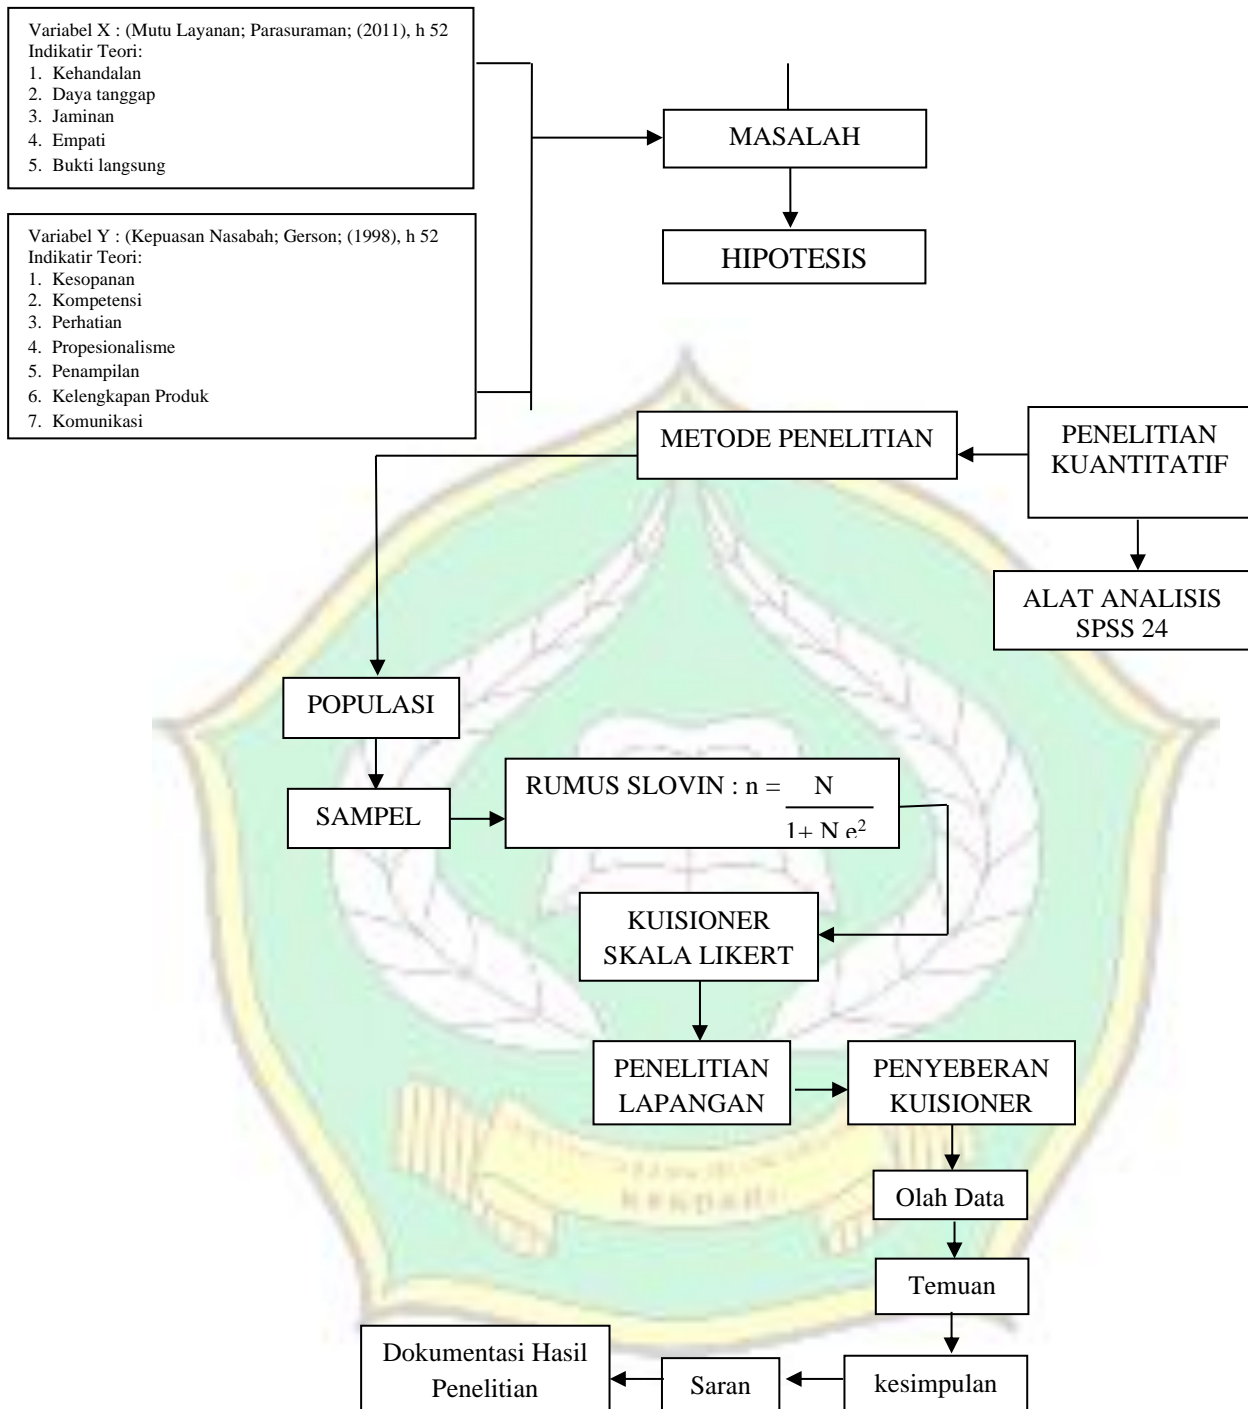 Variabel X : (Mutu Layanan; Parasuraman; (2011), h 52
Indikatir Teori:
1. Kehandalan
2. Daya tanggap
3. Jaminan
4. Empati
5. Bukti langsung
MASALAH
Variabel Y : (Kepuasan Nasabah; Gerson; (1998), h 52
Indikatir Teori:
1. Kesopanan
2. Kompetensi
3. Perhatian
4. Propesionalisme
5. Penampilan
6. Kelengkapan Produk
7. Komunikasi
HIPOTESIS
METODE PENELITIAN
PENELITIAN
KUANTITATIF
ALAT ANALISIS
SPSS 24
POPULASI
SAMPEL
RUMUS SLOVIN : n = N
1+ N e²
KUISIONER
SKALA LIKERT
PENELITIAN
LAPANGAN
PENYEBERAN
KUISIONER
KENDARI
Olah Data
Temuan
kesimpulan
Saran
Dokumentasi Hasil
Penelitian